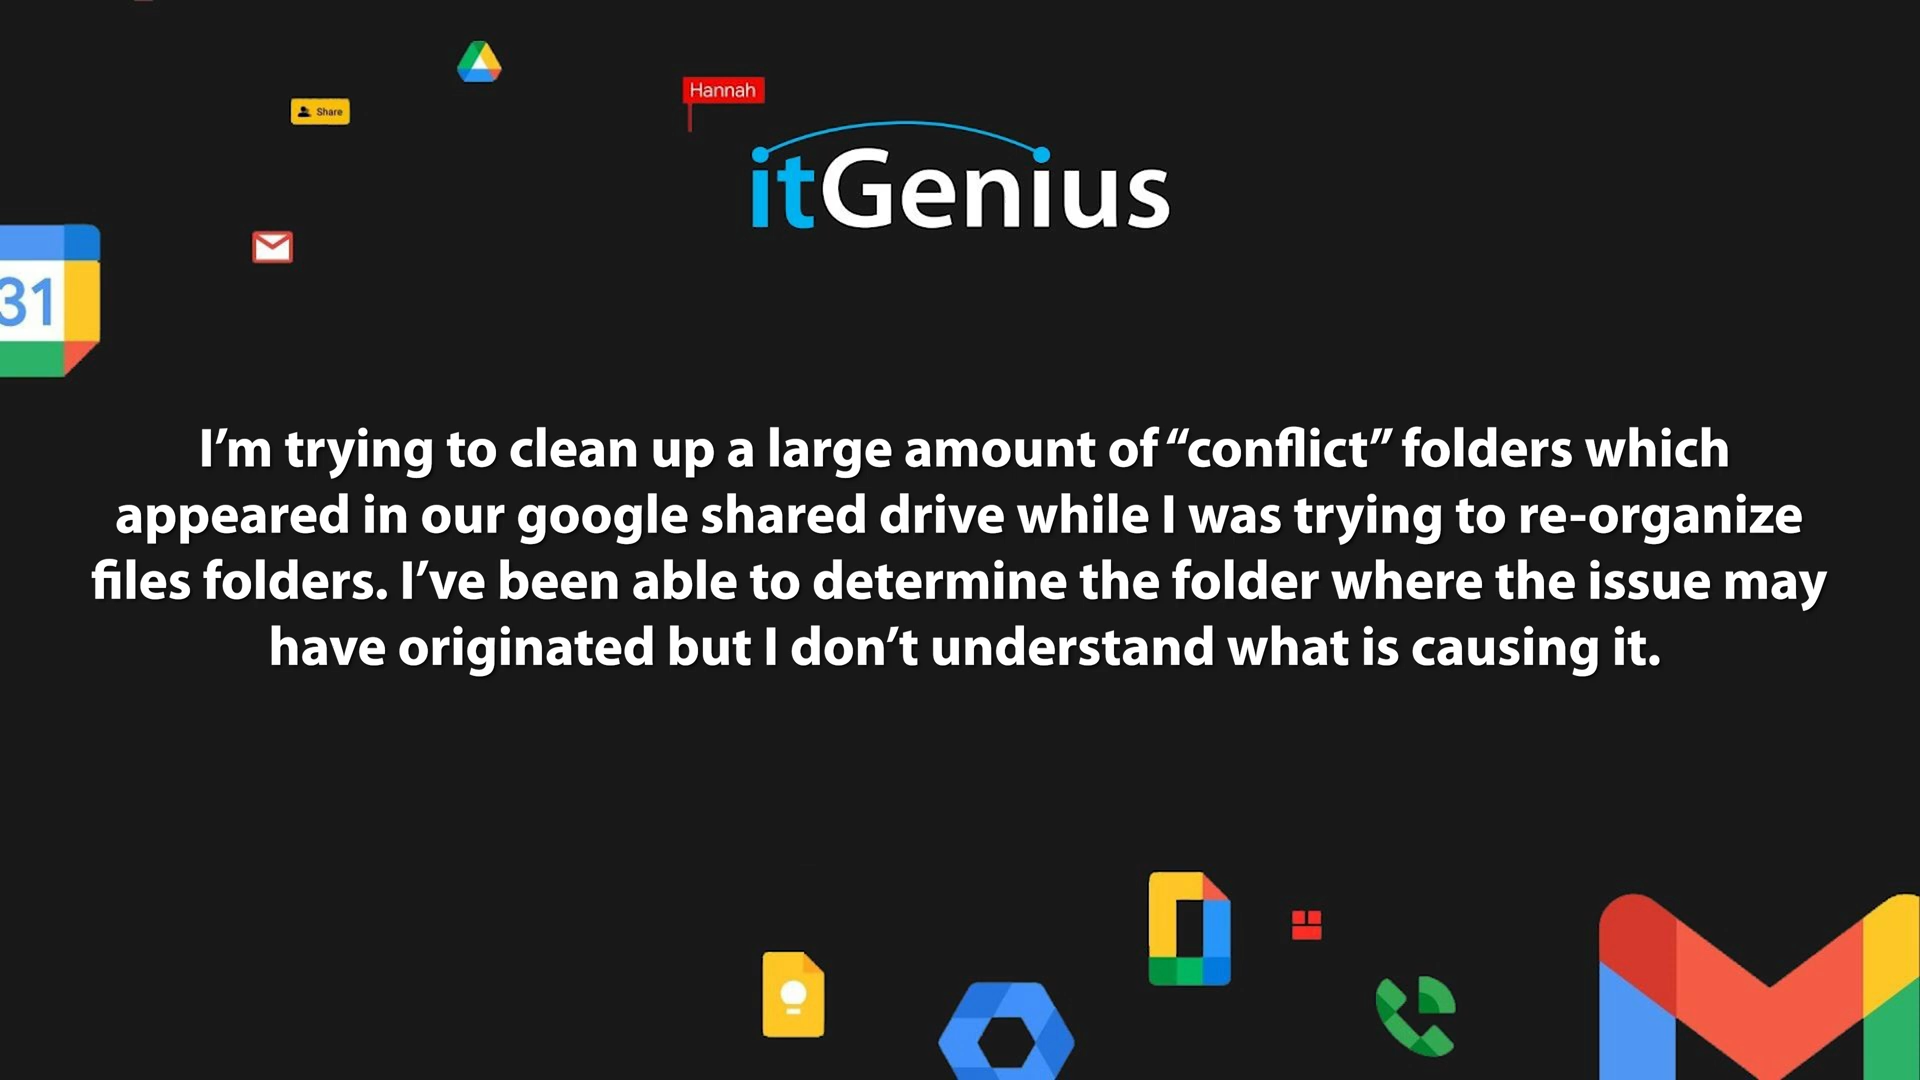 Hannah
Share
itGenius
31
I’m trying to clean up a large amount of “conflict” folders which
appeared in our google shared drive while I was trying to re-organize
files folders. I’ve been able to determine the folder where the issue may
have originated but I don’t understand what is causing it.